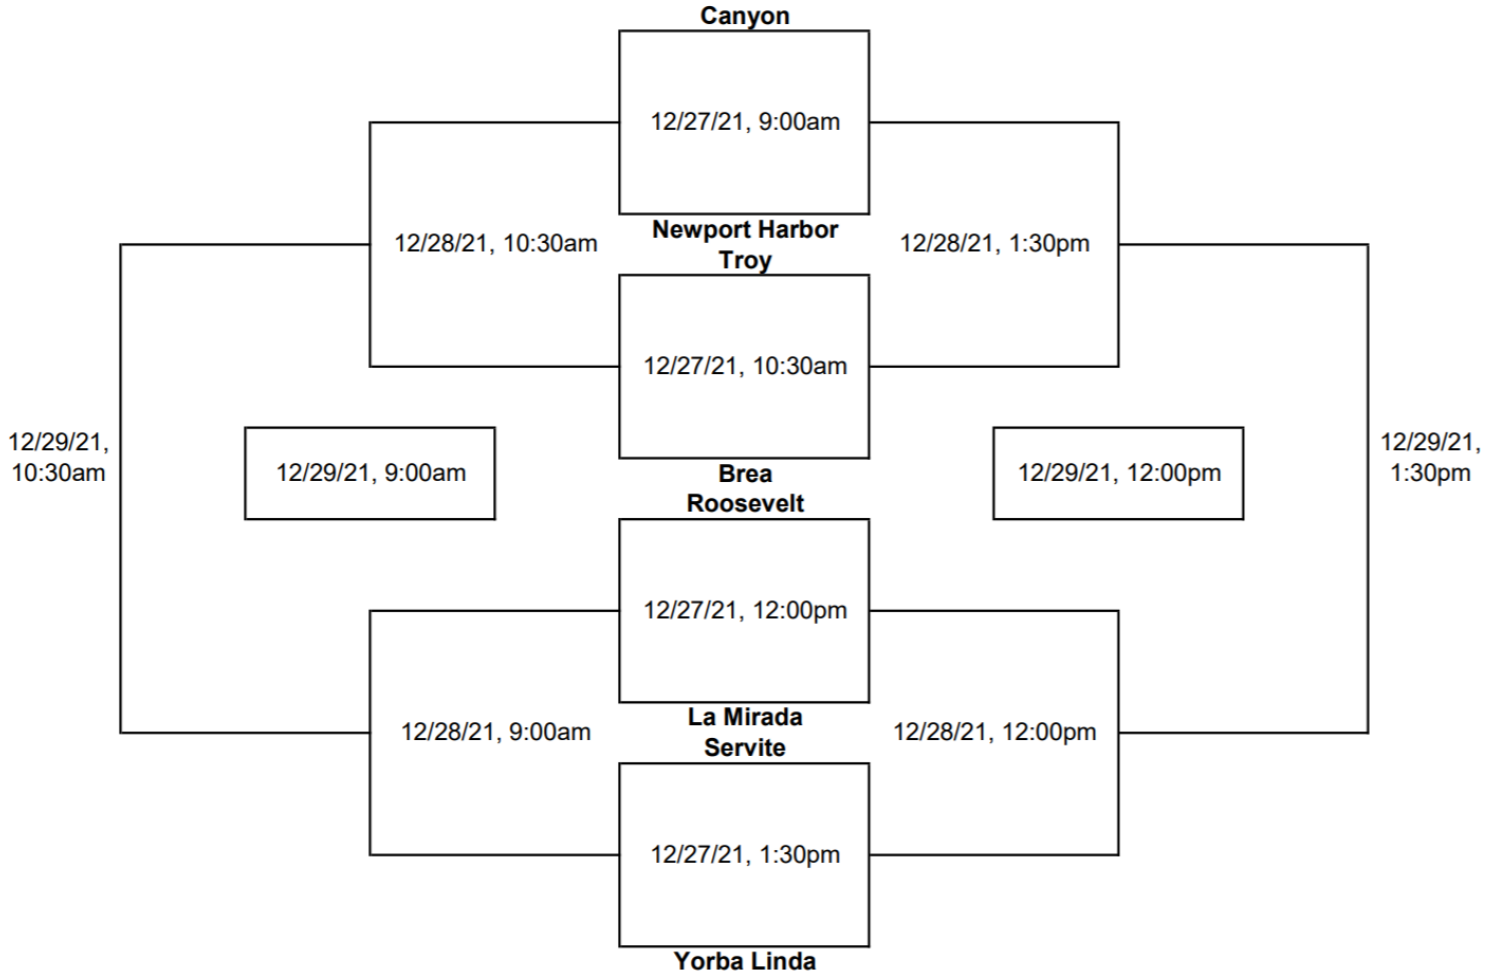 Canyon
12/27/21, 9:00am
Newport Harbor
12/28/21, 10:30am
12/28/21, 1:30pm
Troy
12/27/21, 10:30am
12/29/21,
10:30am
12/29/21, 9:00am
12/29/21, 12:00pm
12/29/21,
1:30pm
Brea
Roosevelt
12/27/21, 12:00pm
La Mirada
12/28/21, 9:00am
12/28/21, 12:00pm
Servite
12/27/21, 1:30pm
Yorba Linda